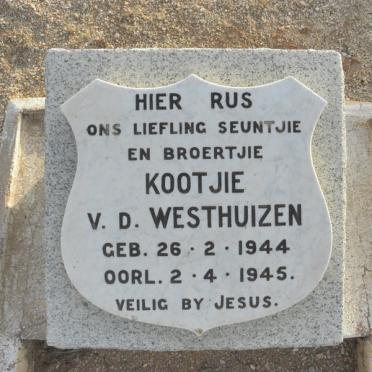 HIER RUS
ONS LIEFLING SEUNTJIE
EN BROERTJIE
KOOTJIE
V. D. WESTHUIZEN
GEB. 26 · 2 · 1944
OORL. 2 · 4 · 1945.
VEILIG BY JESUS.